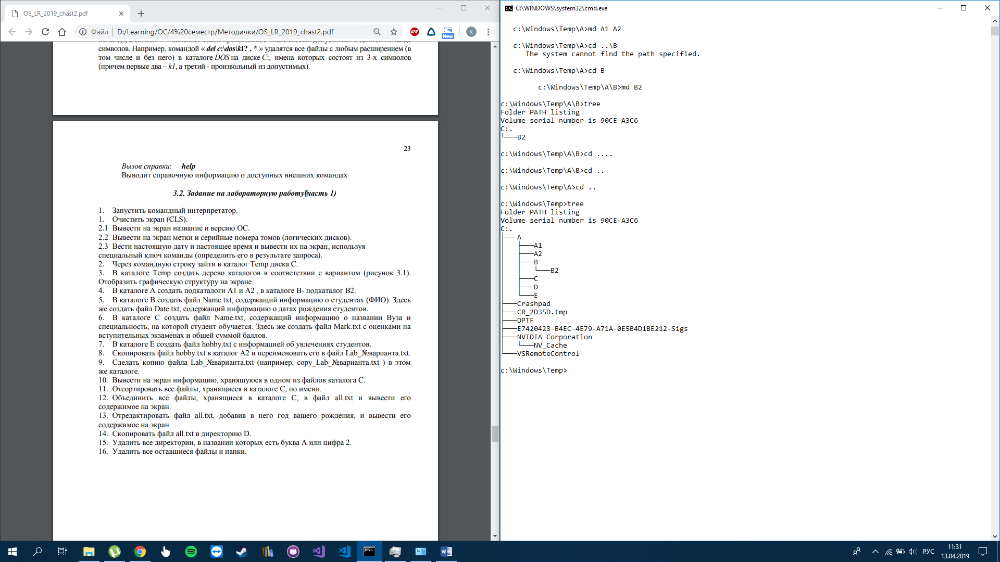 OS_LR_2019_chast2.pdf
Файл
D:/Learning/ОС/4%20семестр/Методички/OS_LR_2019_chast2.pdf
ABP
New
K
символов. Например, командой « del c:\dos\kI? . * » удалятся все файлы с любым расширением (в
том числе и без него) в каталоге DOS на диске C:, имена которых состоят из 3-х символов
(причем первые два – k1, а третий - произвольный из допустимых).
23
Вызов справки: help
Выводит справочную информацию о доступных внешних командах
3.2. Задание на лабораторную работу(часть 1)
1. Запустить командный интерпретатор.
1. Очистить экран (CLS).
2.1 Вывести на экран название и версию ОС.
2.2 Вывести на экран метки и серийные номера томов (логических дисков).
2.3 Вести настоящую дату и настоящее время и вывести их на экран, используя
специальный ключ команды (определить его в результате запроса).
2. Через командную строку зайти в каталог Temp диска C.
3. В каталоге Temp создать дерево каталогов в соответствии с вариантом (рисунок 3.1).
Отобразить графическую структуру на экране.
4. В каталоге А создать подкаталоги А1 и А2 , в каталоге В- подкаталог В2.
5. В каталоге В создать файл Name.txt, содержащий информацию о студентах (ФИО). Здесь
же создать файл Date.txt, содержащий информацию о датах рождения студентов.
6. В каталоге С создать файл Name.txt, содержащий информацию о названии Вуза и
специальность, на которой студент обучается. Здесь же создать файл Mark.txt с оценками на
вступительных экзаменах и общей суммой баллов.
7. В каталоге Е создать файл hobby.txt с информацией об увлечениях студентов.
8. Скопировать файл hobby.txt в каталог А2 и переименовать его в файл Lab_№варианта.txt.
9. Сделать копию файла Lab_№варианта.txt (например, copy_Lab_№варианта.txt ) в этом
же каталоге.
10. Вывести на экран информацию, хранящуюся в одном из файлов каталога С.
11. Отсортировать все файлы, хранящиеся в каталоге С, по имени.
12. Объединить все файлы, хранящиеся в каталоге С, в файл all.txt и вывести его
содержимое на экран.
13. Отредактировать файл all.txt, добавив в него год вашего рождения, и вывести его
содержимое на экран.
14. Скопировать файл all.txt в директорию D.
15. Удалить все директории, в названии которых есть буква А или цифра 2.
16. Удалить все оставшиеся файлы и папки.
C:\WINDOWS\system32\cmd.exe
c:\Windows\Temp\A>md A1 A2
c:\Windows\Temp\A>cd ..\B
The system cannot find the path specified.
c:\Windows\Temp\A>cd B
c:\Windows\Temp\A\B>md B2
c:\Windows\Temp\A\B>tree
Folder PATH listing
Volume serial number is 90CE-A3C6
C:.
└───B2
c:\Windows\Temp\A\B>cd ....
c:\Windows\Temp\A\B>cd ..
c:\Windows\Temp\A>cd ..
c:\Windows\Temp>tree
Folder PATH listing
Volume serial number is 90CE-A3C6
C:.
├───A
│   ├───A1
│   ├───A2
│   ├───B
│   │   └───B2
│   ├───C
│   ├───D
│   └───E
├───Crashpad
├───CR_2D35D.tmp
├───DPTF
├───E7420423-B4EC-4E79-A71A-0E5B4D1BE212-Sigs
├───NVIDIA Corporation
│   └───NV_Cache
└───VSRemoteControl
c:\Windows\Temp>
РУС
11:31
13.04.2019